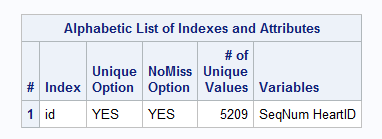 Alphabetic List of Indexes and Attributes
# Index Unique Option NoMiss Option # of Unique Values Variables
1 id YES YES 5209 SeqNum HeartID